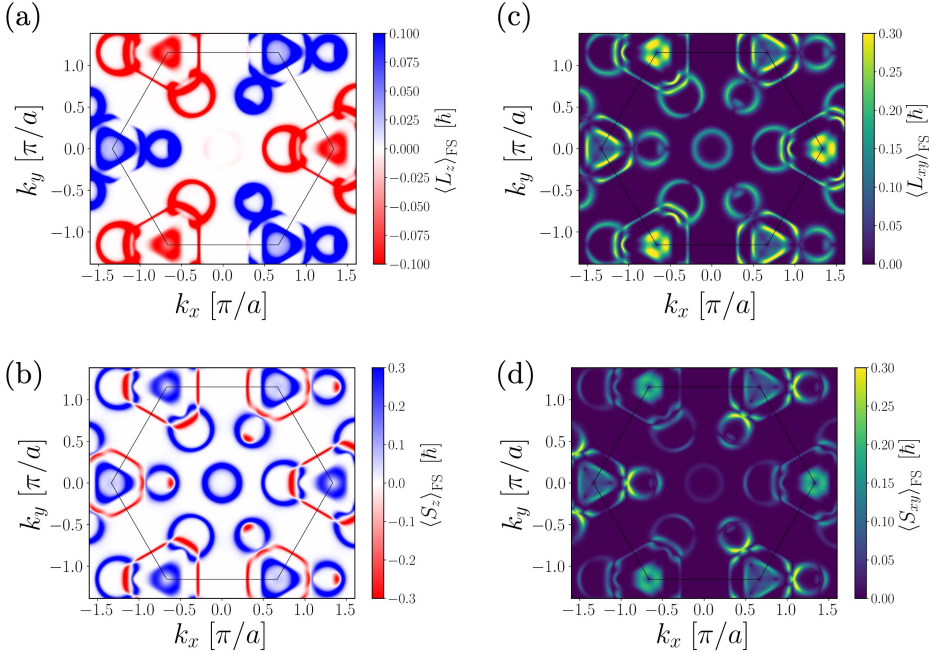 (a)
k_y [π/a]
1.0
0.5
0.0
−0.5
−1.0
−1.5 −1.0 −0.5 0.0 0.5 1.0 1.5
k_x [π/a]
0.100
0.075
0.050
0.025
0.000
−0.025
−0.050
−0.075
−0.100
⟨L_z⟩_FS [ħ]
(c)
k_y [π/a]
1.0
0.5
0.0
−0.5
−1.0
−1.5 −1.0 −0.5 0.0 0.5 1.0 1.5
k_x [π/a]
0.30
0.25
0.20
0.15
0.10
0.05
0.00
⟨L_xy⟩_FS [ħ]
(b)
k_y [π/a]
1.0
0.5
0.0
−0.5
−1.0
−1.5 −1.0 −0.5 0.0 0.5 1.0 1.5
k_x [π/a]
0.3
0.2
0.1
0.0
−0.1
−0.2
−0.3
⟨S_z⟩_FS [ħ]
(d)
k_y [π/a]
1.0
0.5
0.0
−0.5
−1.0
−1.5 −1.0 −0.5 0.0 0.5 1.0 1.5
k_x [π/a]
0.30
0.25
0.20
0.15
0.10
0.05
0.00
⟨S_xy⟩_FS [ħ]